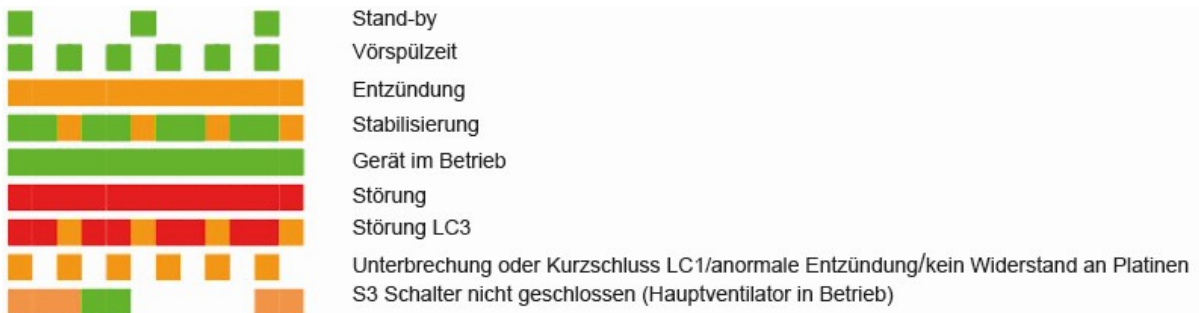 Stand-by
Vörspülzeit
Entzündung
Stabilisierung
Gerät im Betrieb
Störung
Störung LC3
Unterbrechung oder Kurzschluss LC1/anormale Entzündung/kein Widerstand an Platinen
S3 Schalter nicht geschlossen (Hauptventilator in Betrieb)